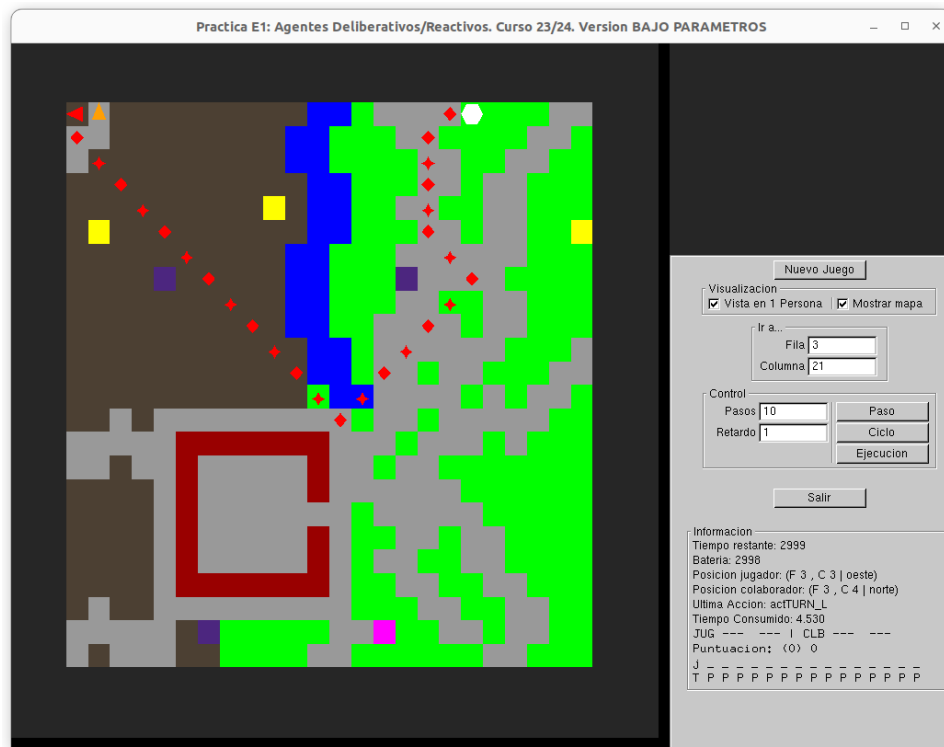 Practica E1: Agentes Deliberativos/Reactivos. Curso 23/24. Version BAJO PARAMETROS
Nuevo Juego
Visualizacion
Vista en 1 Persona
Mostrar mapa
Ir a...
Fila 3
Columna 21
Control
Pasos 10 Paso
Retardo 1 Ciclo
Ejecucion
Salir
Informacion
Tiempo restante: 2999
Bateria: 2998
Posicion jugador: (F 3 , C 3 | oeste)
Posicion colaborador: (F 3 , C 4 | norte)
Ultima Accion: actTURN_L
Tiempo Consumido: 4.530
JUG --- --- | CLB --- ---
Puntuacion: (0) 0
J _ _ _ _ _ _ _ _ _ _ _ _ _ _ _
T P P P P P P P P P P P P P P P